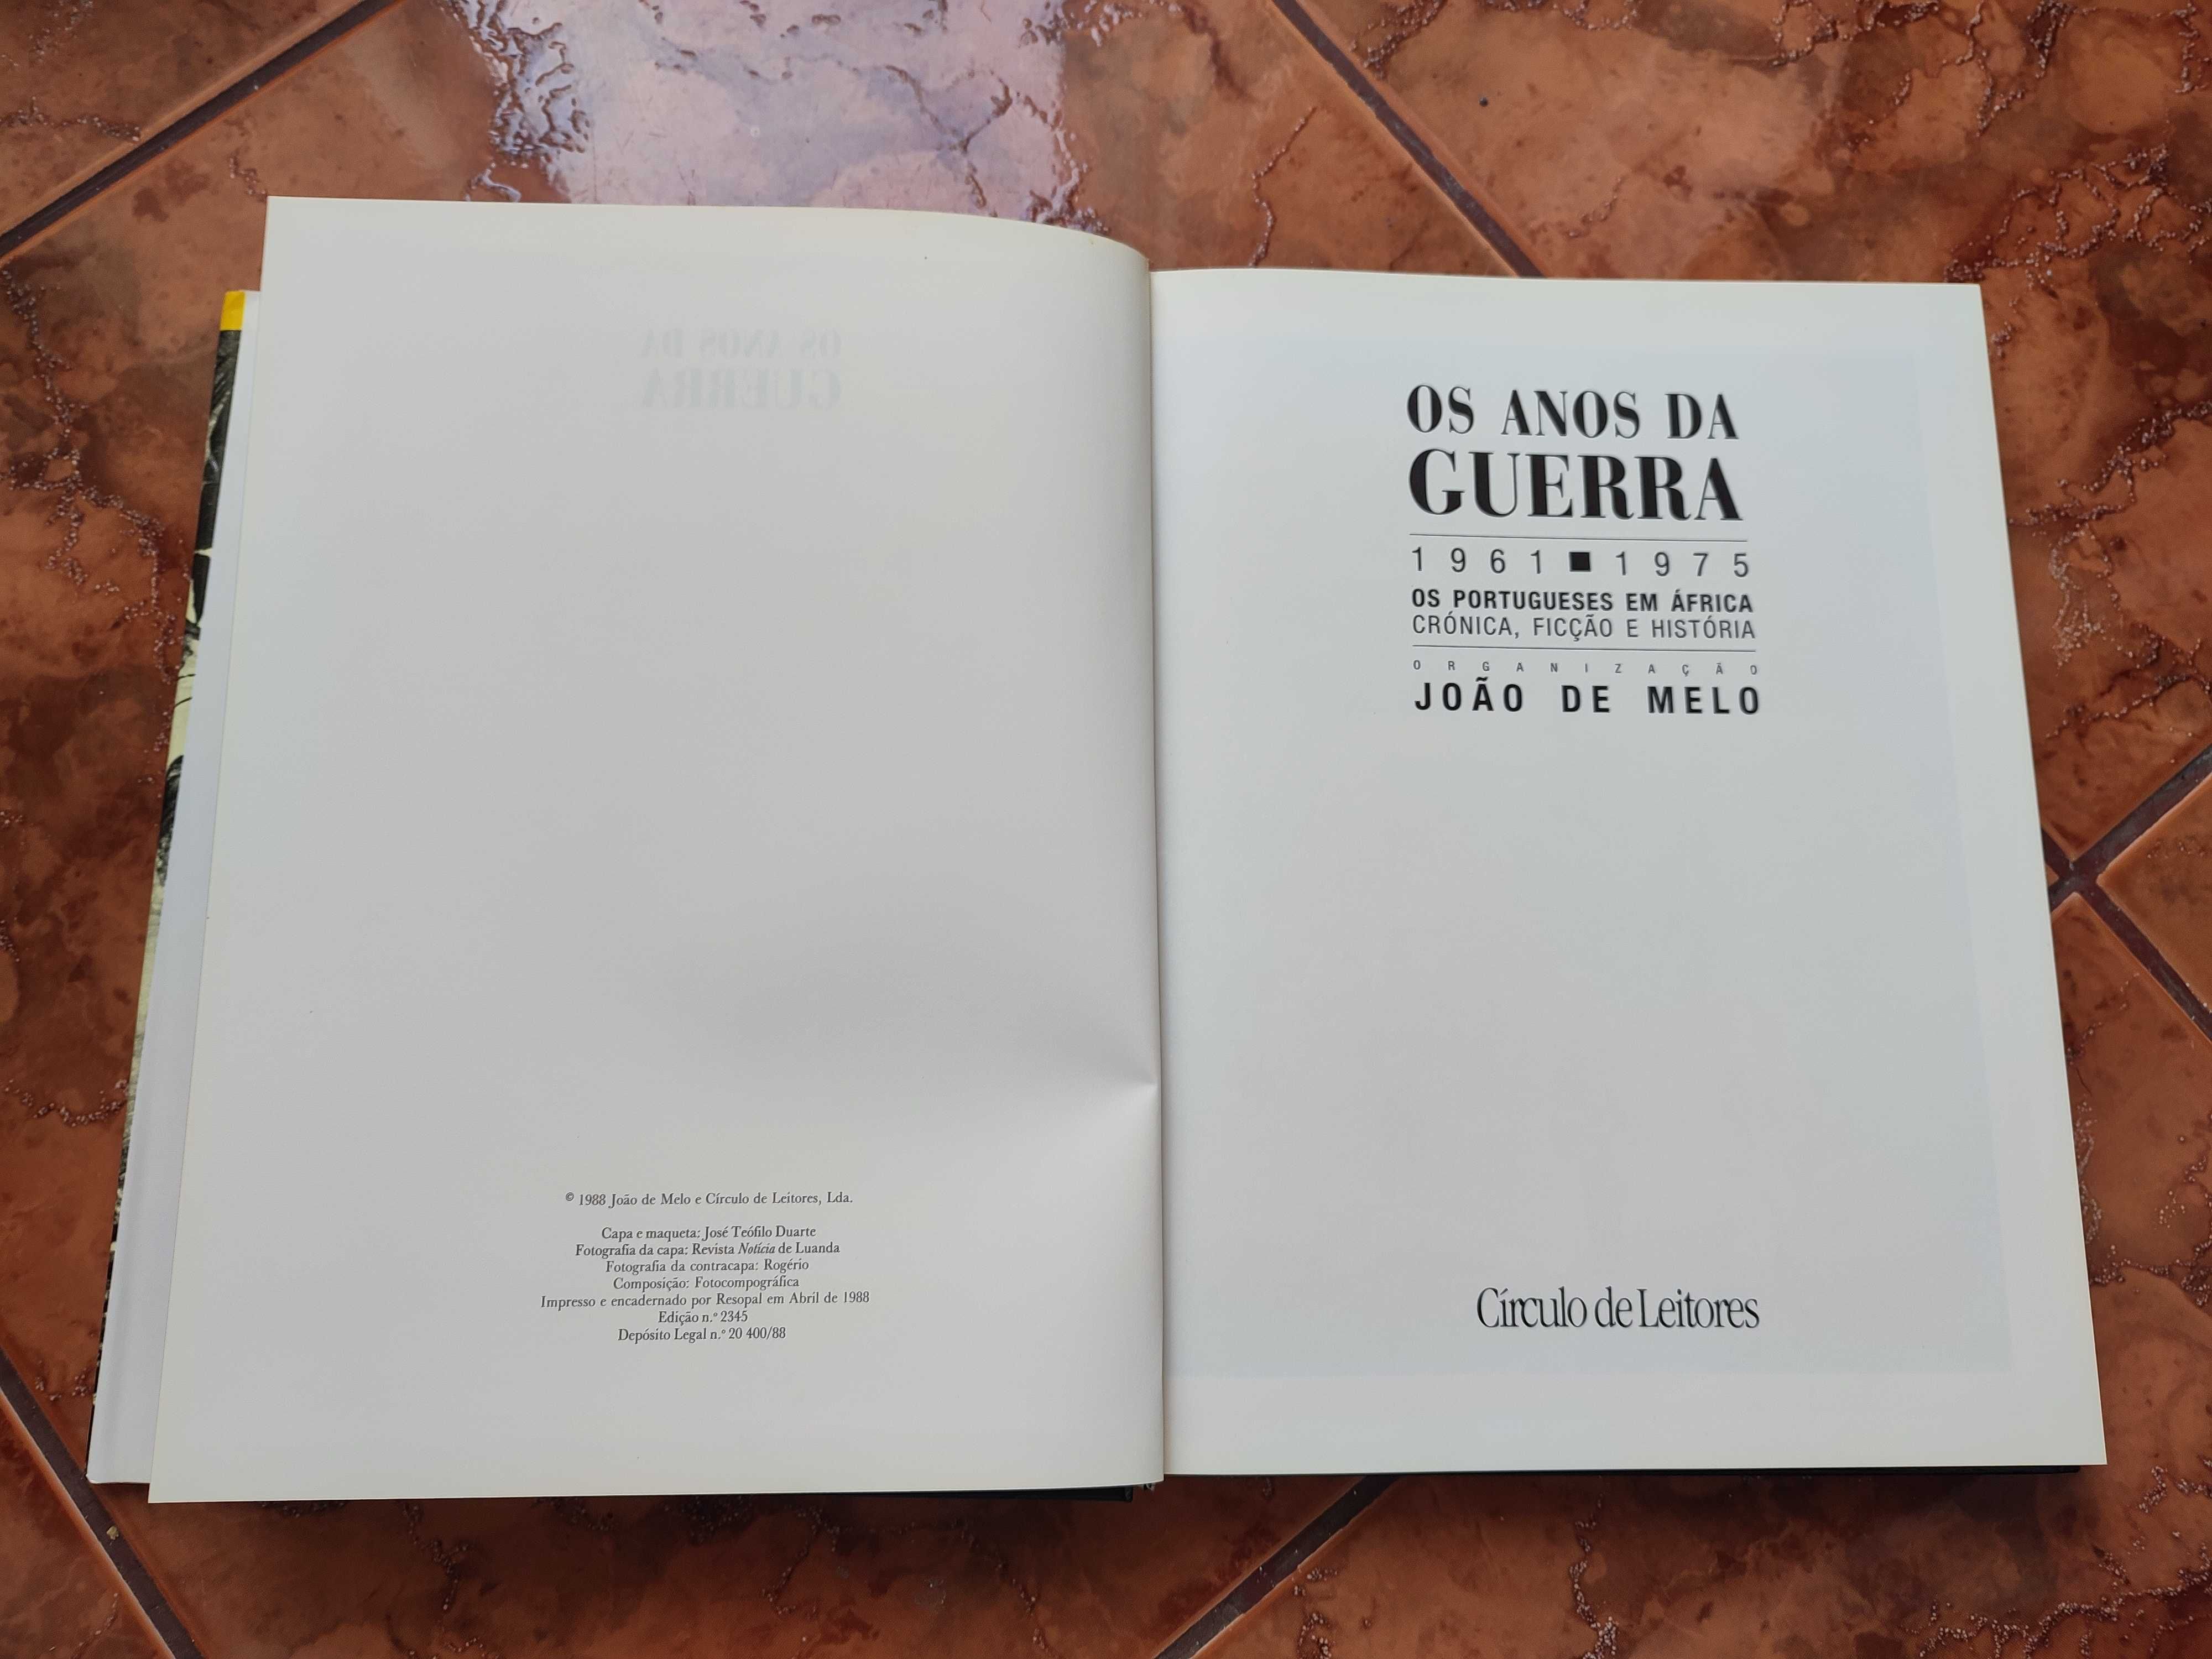 © 1988 João de Melo e Círculo de Leitores, Lda.
Capa e maqueta: José Teófilo Duarte
Fotografia da capa: Revista Notícia de Luanda
Fotografia da contracapa: Rogério
Composição: Fotocompográfica
Impresso e encadernado por Resopal em Abril de 1988
Edição n.º 2345
Depósito Legal n.º 20 400/88
OS ANOS DA
GUERRA
1961 ■ 1975
OS PORTUGUESES EM ÁFRICA
CRÓNICA, FICÇÃO E HISTÓRIA
ORGANIZAÇÃO
JOÃO DE MELO
Círculo de Leitores